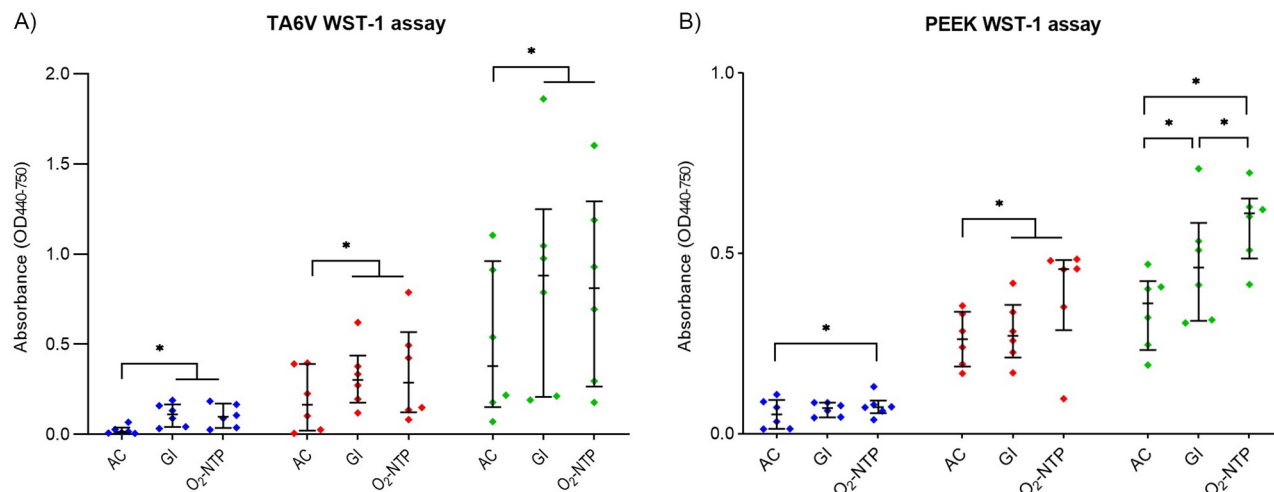 A)
TA6V WST-1 assay
Absorbance (OD440-750)
2.0
1.5
1.0
0.5
0.0
*
*
*
AC
GI
O₂-NTP
AC
GI
O₂-NTP
AC
GI
O₂-NTP
B)
PEEK WST-1 assay
Absorbance (OD440-750)
1.0
0.5
0.0
*
*
*
*
*
AC
GI
O₂-NTP
AC
GI
O₂-NTP
AC
GI
O₂-NTP